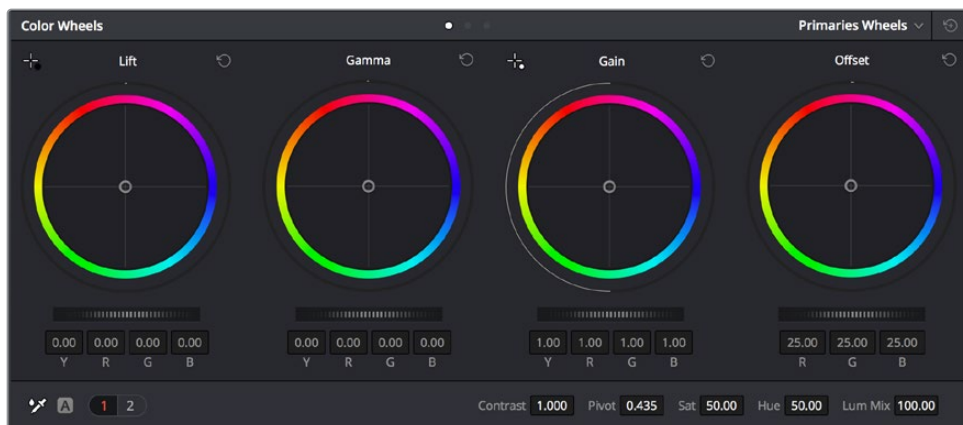 Color Wheels Primaries Wheels
Lift Gamma Gain Offset
0.00 0.00 0.00 0.00 0.00 0.00 0.00 0.00 1.00 1.00 1.00 1.00 25.00 25.00 25.00
Y R G B Y R G B Y R G B R G B
A 1 2 Contrast 1.000 Pivot 0.435 Sat 50.00 Hue 50.00 Lum Mix 100.00